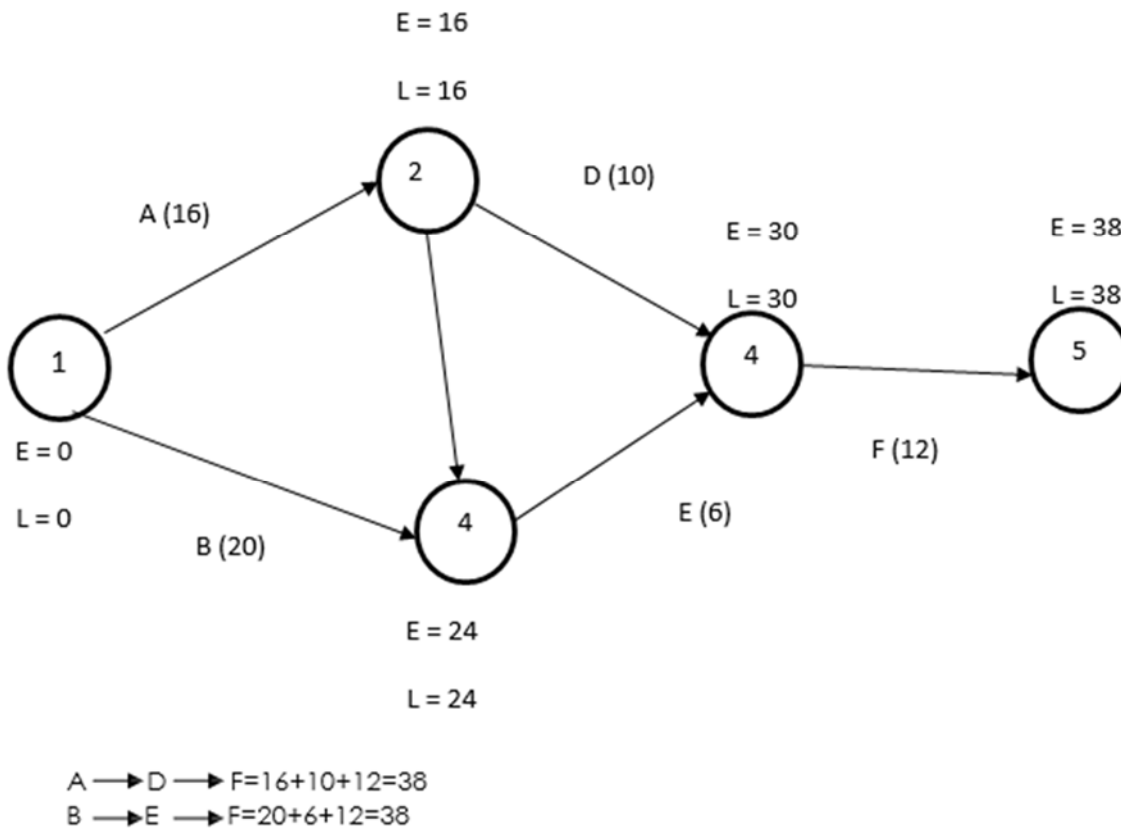 E = 16
L = 16
2
D (10)
A (16)
E = 30
E = 38
L = 30
L = 38
1
4
5
E = 0
L = 0
F (12)
4
E (6)
B (20)
E = 24
L = 24
A → D → F=16+10+12=38
B → E → F=20+6+12=38